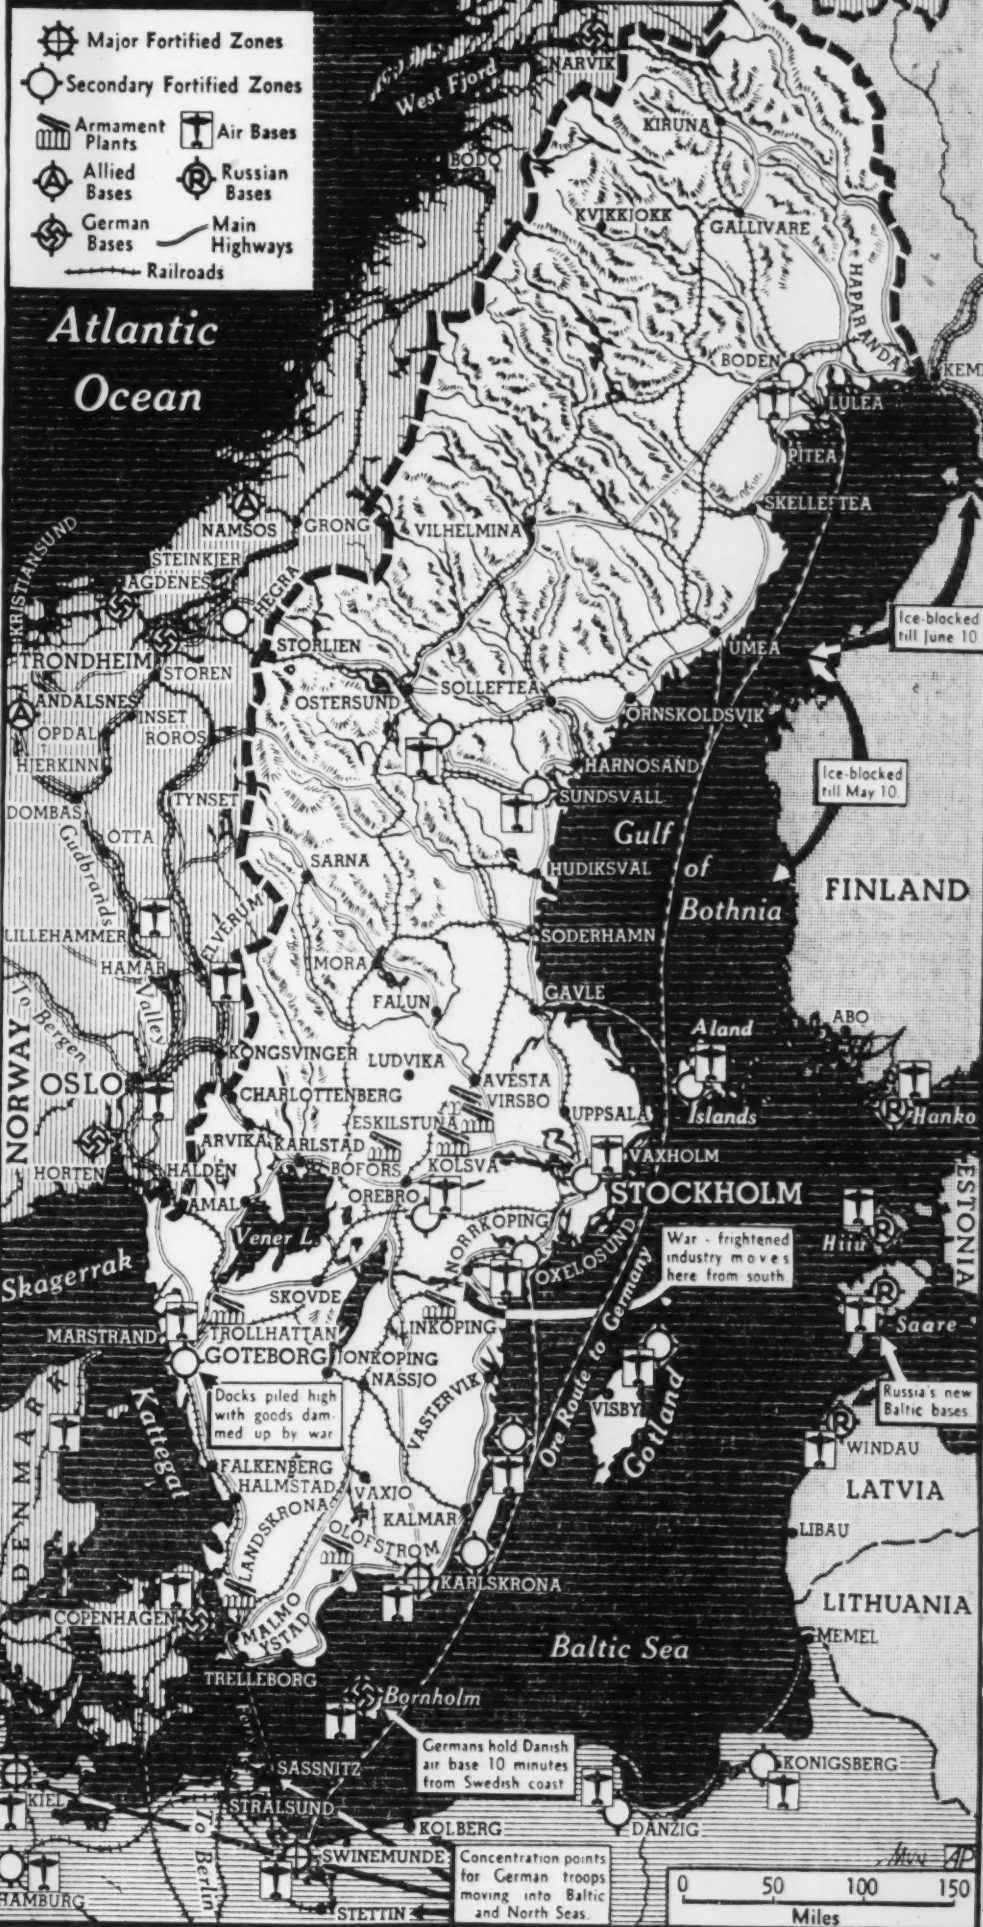 Major Fortified Zones
Secondary Fortified Zones
Armament
Plants
Air Bases
A
Allied
Bases
R
Russian
Bases
German
Bases
Main
Highways
Railroads
Atlantic
Ocean
West Fjord
NARVIK
KIRUNA
BODO
KVIKKJOKK
GALLIVARE
HAPARANDA
BODEN
KEMI
LULEA
PITEA
A
NAMSOS
GRONG
VILHELMINA
SKELLEFTEA
KRISTIANSUND
STEINKJER
AGDENES
HEGRA
Ice-blocked
till June 10
TRONDHEIM
STORLIEN
UMEA
STOREN
A
ANDALSNES
OSTERSUND
SOLLEFTEA
INSET
ORNSKOLDSVIK
OPDAL
ROROS
HJERKINN
HARNOSAND
Ice-blocked
till May 10.
DOMBAS
TYNSET
SUNDSVALL
OTTA
Gudbrands
Valley
Gulf
of
Bothnia
SARNA
HUDIKSVAL
FINLAND
LILLEHAMMER
ELVERUM
SODERHAMN
HAMAR
MORA
FALUN
GAVLE
To Bergen
ABO
Aland
Islands
NORWAY
KONGSVINGER
LUDVIKA
OSLO
CHARLOTTENBERG
AVESTA
VIRSBO
UPPSALA
R
Hanko
ESKILSTUNA
ARVIKA
KARLSTAD
HORTEN
HALDEN
BOFORS
KOLSVA
VAXHOLM
AMAL
OREBRO
STOCKHOLM
ESTONIA
Vener L.
NORRKOPING
OXELOSUND
War - frightened
industry moves
here from south.
R
Hiiu
Skagerrak
SKOVDE
R
Saare
MARSTRAND
TROLLHATTAN
LINKOPING
Ore Route to Germany
GOTEBORG
JONKOPING
NASSJO
VASTERVIK
Docks piled high
with goods dam-
med up by war
VISBY
Gotland
Russia's new
Baltic bases
R
WINDAU
DENMARK
Kattegat
FALKENBERG
HALMSTAD
LANDSKRONA
VAXJO
KALMAR
LATVIA
LIBAU
OLOFSTROM
KARLSKRONA
LITHUANIA
COPENHAGEN
MALMO
YSTAD
MEMEL
TRELLEBORG
Baltic Sea
Bornholm
Germans hold Danish
air base 10 minutes
from Swedish coast
SASSNITZ
KONIGSBERG
KIEL
STRALSUND
KOLBERG
DANZIG
To Berlin
SWINEMUNDE
HAMBURG
STETTIN
Concentration points
for German troops
moving into Baltic
and North Seas.
AP
0 50 100 150
Miles